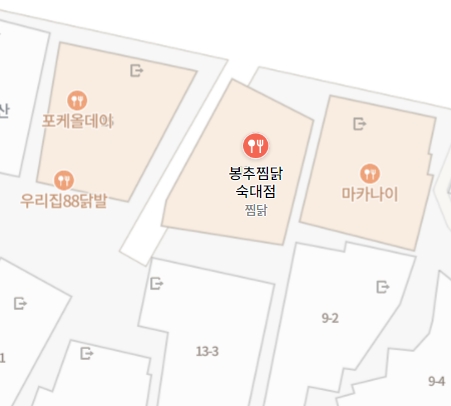 산
포케올데이
우리집88닭발
봉추찜닭
숙대점
찜닭
마카나이
9-2
13-3
1
9-4